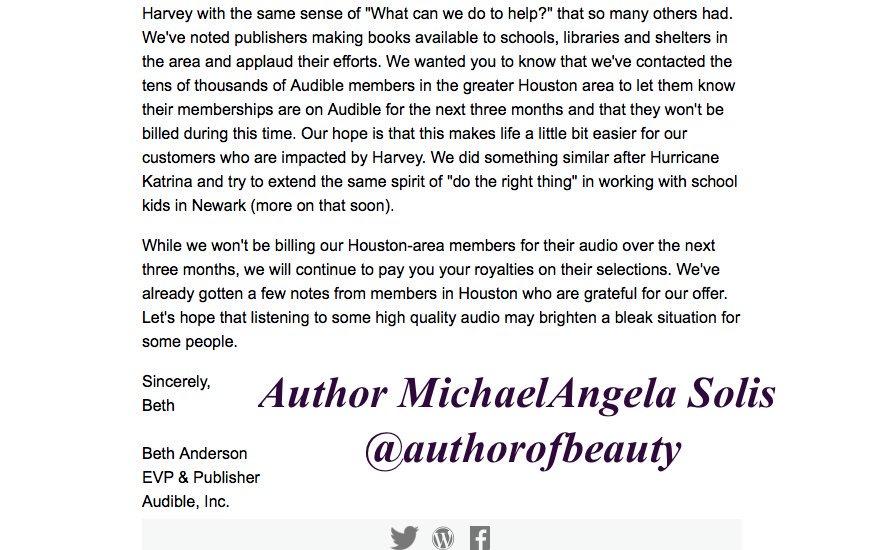 Harvey with the same sense of "What can we do to help?" that so many others had.
We've noted publishers making books available to schools, libraries and shelters in
the area and applaud their efforts. We wanted you to know that we've contacted the
tens of thousands of Audible members in the greater Houston area to let them know
their memberships are on Audible for the next three months and that they won't be
billed during this time. Our hope is that this makes life a little bit easier for our
customers who are impacted by Harvey. We did something similar after Hurricane
Katrina and try to extend the same spirit of "do the right thing" in working with school
kids in Newark (more on that soon).
While we won't be billing our Houston-area members for their audio over the next
three months, we will continue to pay you your royalties on their selections. We've
already gotten a few notes from members in Houston who are grateful for our offer.
Let's hope that listening to some high quality audio may brighten a bleak situation for
some people.
Sincerely,
Beth
Author MichaelAngela Solis
@authorofbeauty
Beth Anderson
EVP & Publisher
Audible, Inc.